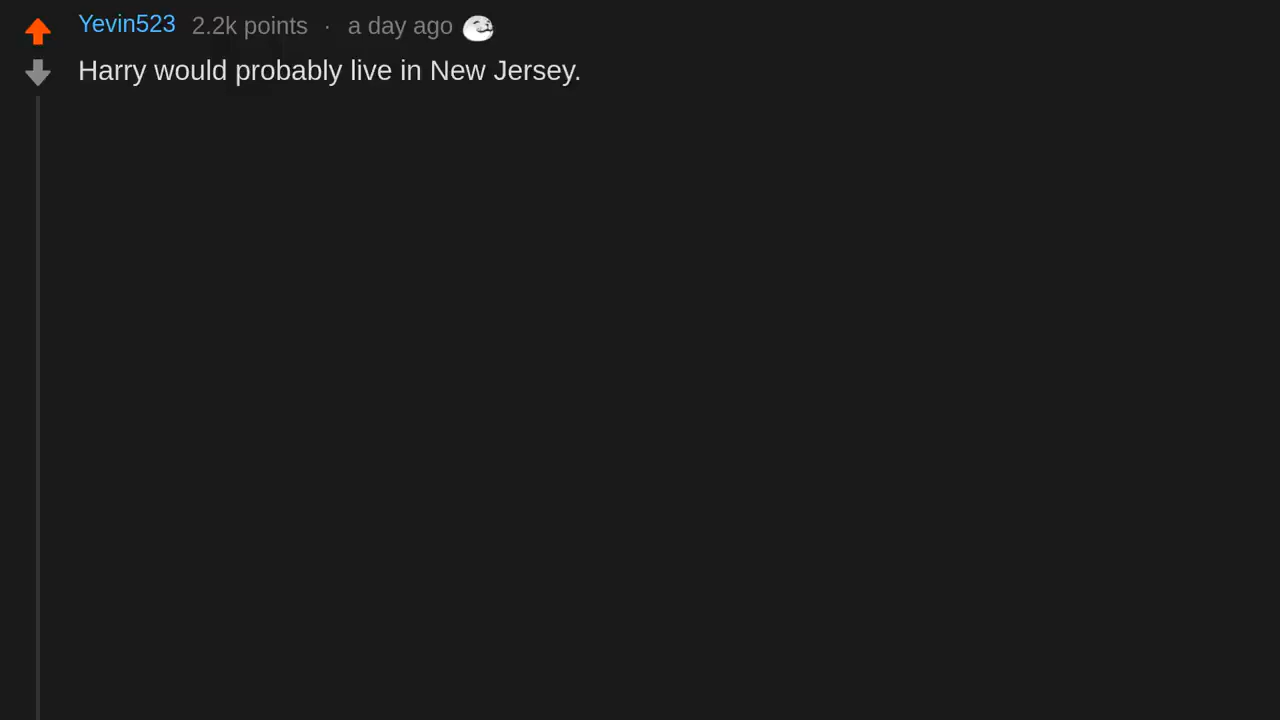 Yevin523 2.2k points · a day ago
Harry would probably live in New Jersey.